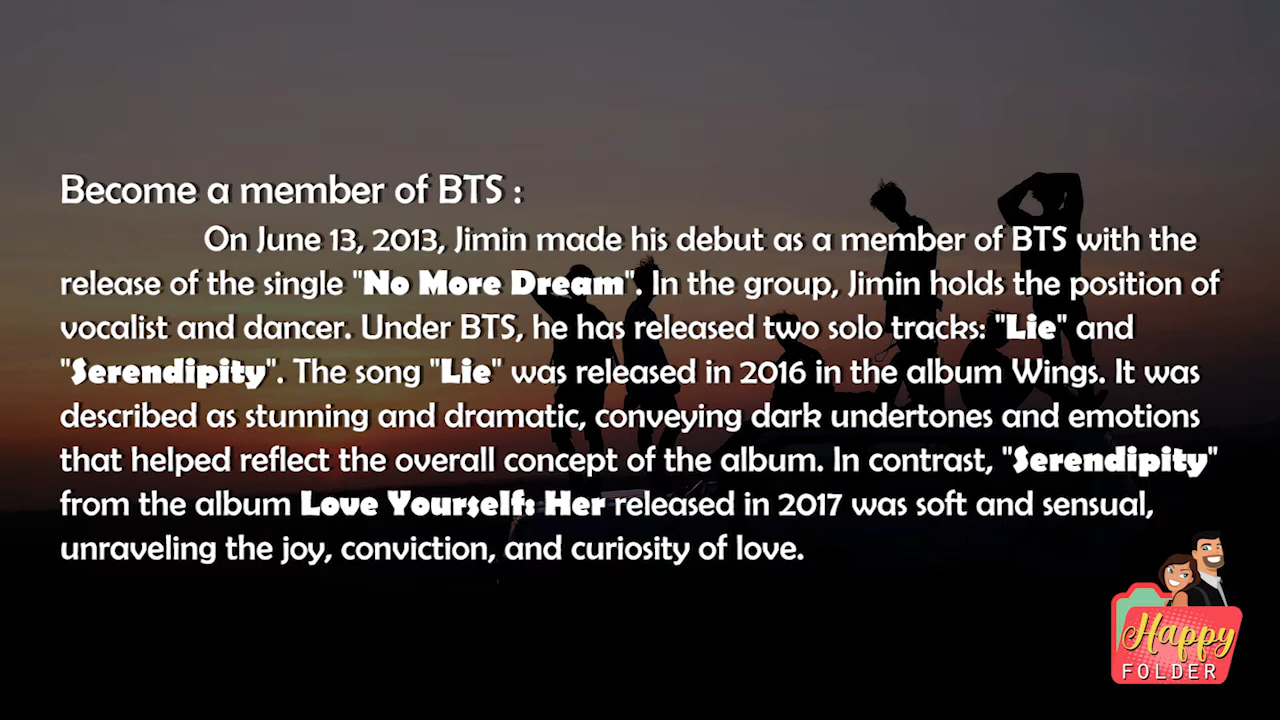 Become a member of BTS :
On June 13, 2013, Jimin made his debut as a member of BTS with the
release of the single "No More Dream". In the group, Jimin holds the position of
vocalist and dancer. Under BTS, he has released two solo tracks: "Lie" and
"Serendipity". The song "Lie" was released in 2016 in the album Wings. It was
described as stunning and dramatic, conveying dark undertones and emotions
that helped reflect the overall concept of the album. In contrast, "Serendipity"
from the album Love Yourself: Her released in 2017 was soft and sensual,
unraveling the joy, conviction, and curiosity of love.
Happy
FOLDER